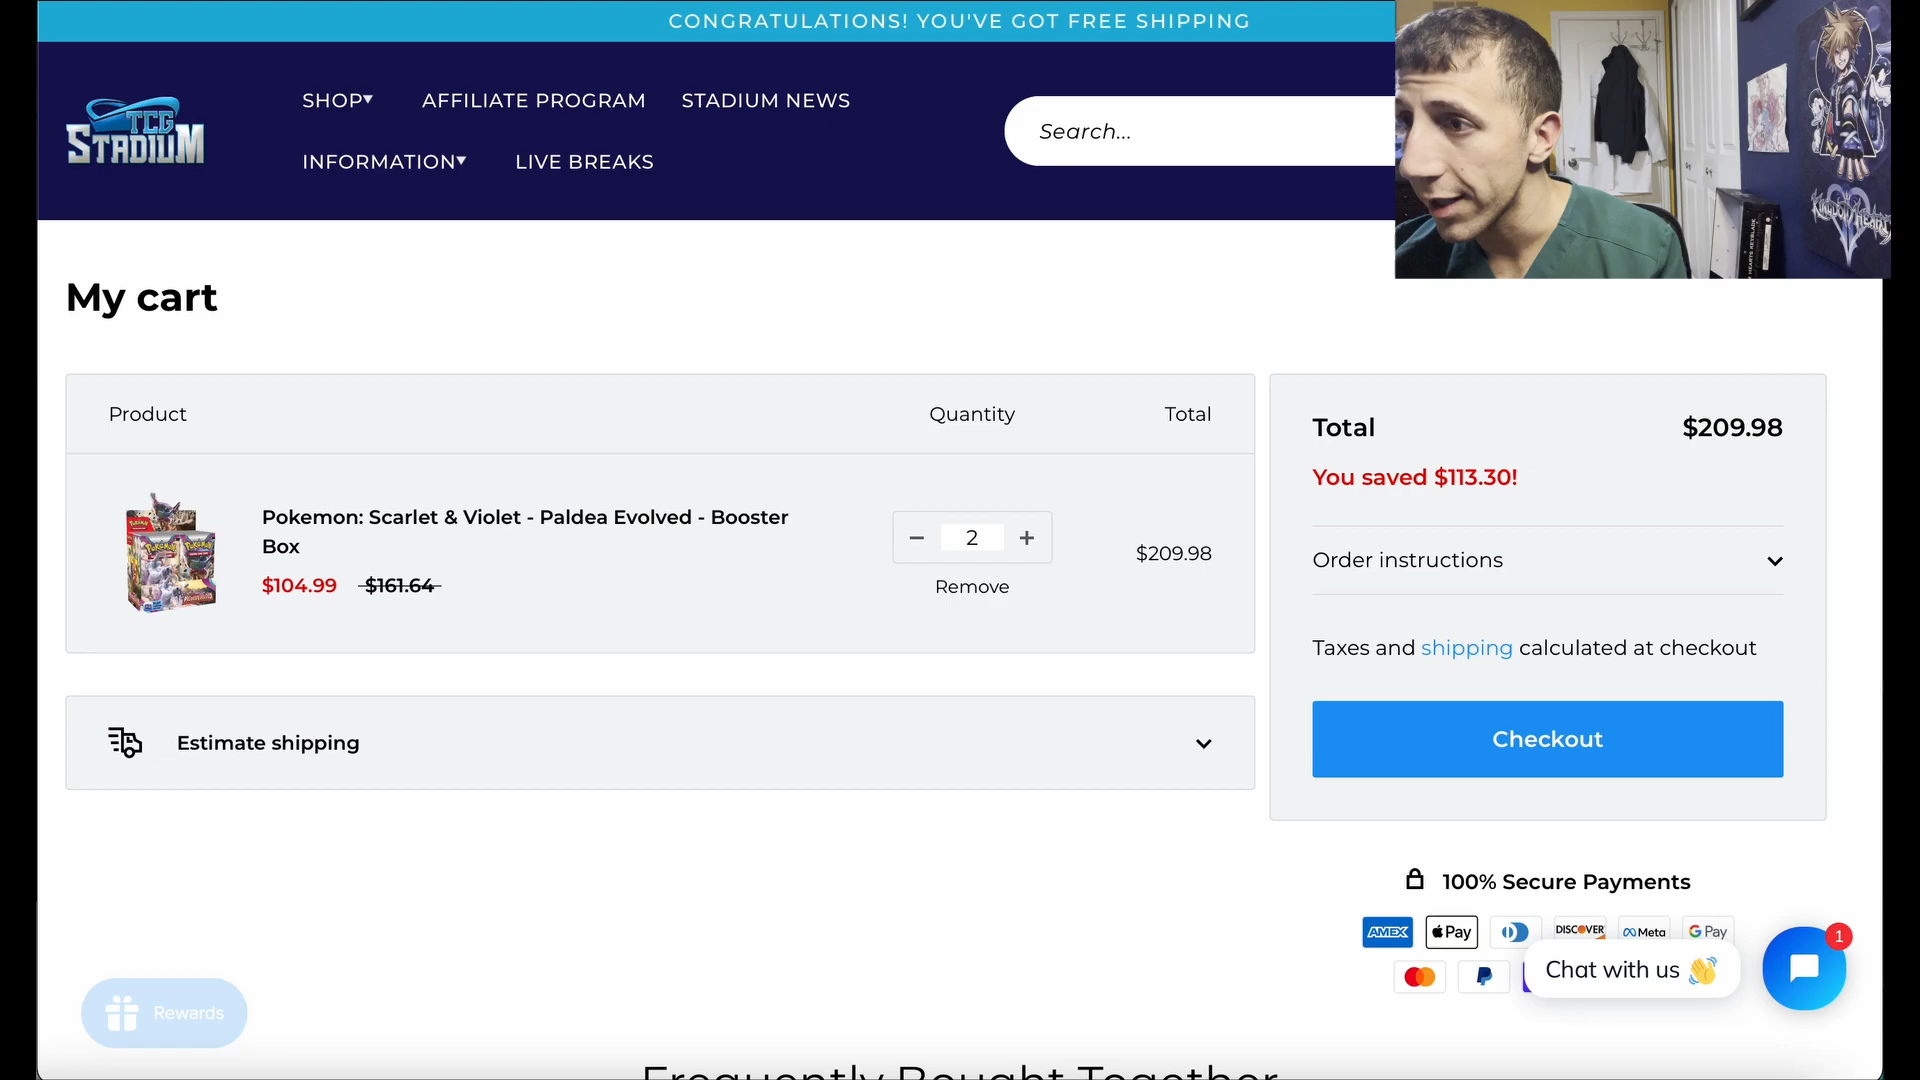 CONGRATULATIONS! YOU'VE GOT FREE SHIPPING
TCG
STADIUM
SHOP▾
AFFILIATE PROGRAM
STADIUM NEWS
INFORMATION▾
LIVE BREAKS
Search...
KINGDOM HEARTS
My cart
Product
Quantity
Total
Pokemon: Scarlet & Violet - Paldea Evolved - Booster
Box
$104.99 $161.64
2
Remove
$209.98
Estimate shipping
Total
$209.98
You saved $113.30!
Order instructions
Taxes and shipping calculated at checkout
Checkout
100% Secure Payments
AMEX
Pay
DISCOVER
Meta
G Pay
Chat with us 👋
1
Rewards
Frequently Bought Together